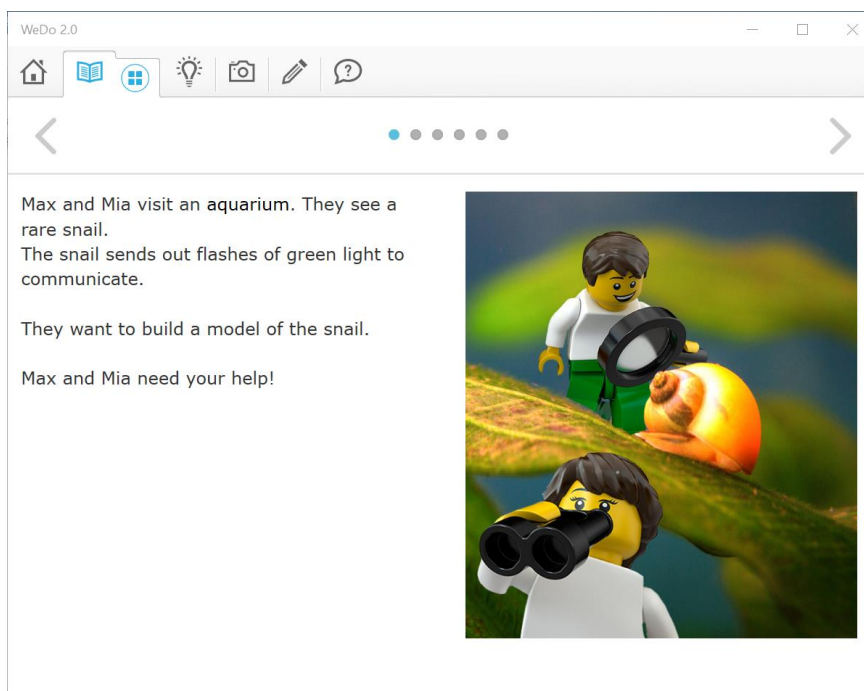 WeDo 2.0
Max and Mia visit an aquarium. They see a
rare snail.
The snail sends out flashes of green light to
communicate.
They want to build a model of the snail.
Max and Mia need your help!